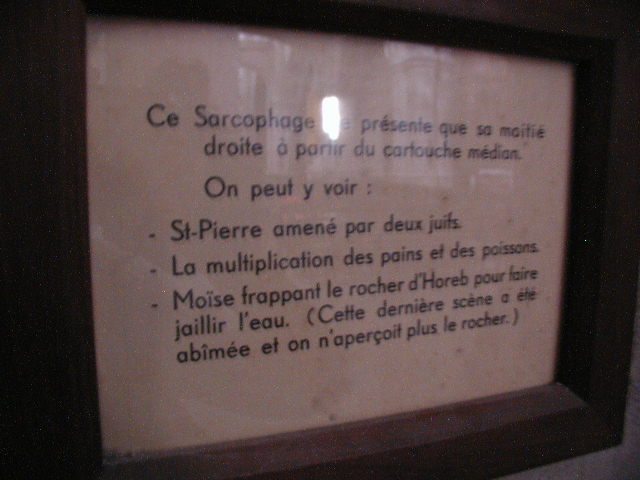 Ce Sarcophage présente que sa moitié
droite à partir du cartouche médian.
On peut y voir :
- St-Pierre amené par deux juifs.
- La multiplication des pains et des poissons.
- Moïse frappant le rocher d'Horeb pour faire
jaillir l'eau. (Cette dernière scène a été
abîmée et on n'aperçoit plus le rocher.)